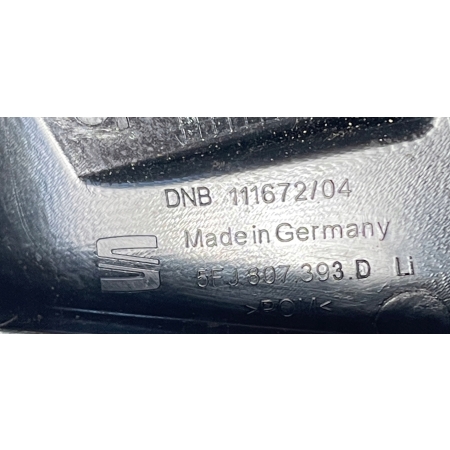 DNB 111672/04
Made in Germany
5FJ 807.393.D Li
>POM<